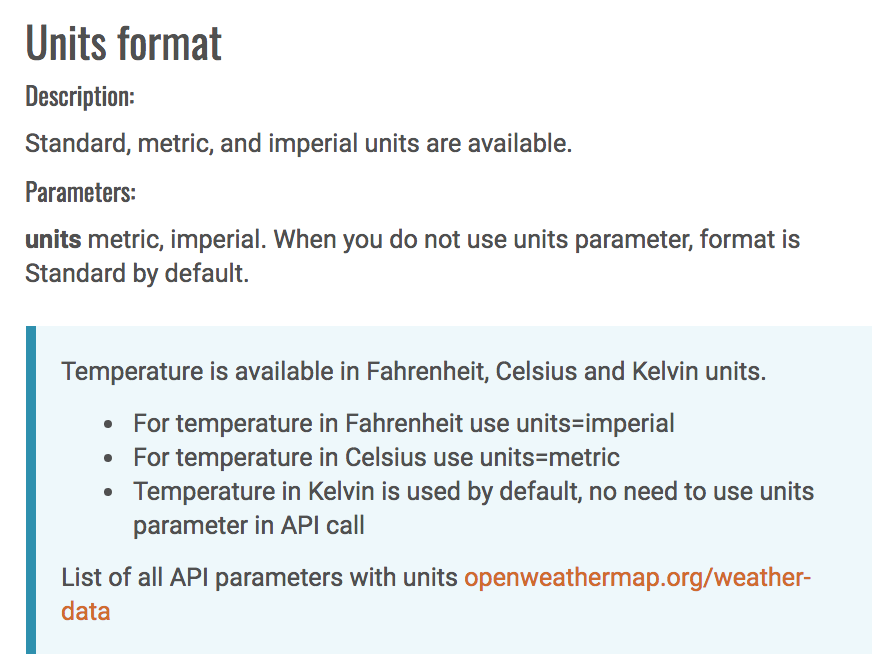 Units format
Description:
Standard, metric, and imperial units are available.
Parameters:
units metric, imperial. When you do not use units parameter, format is
Standard by default.
Temperature is available in Fahrenheit, Celsius and Kelvin units.
• For temperature in Fahrenheit use units=imperial
• For temperature in Celsius use units=metric
• Temperature in Kelvin is used by default, no need to use units
parameter in API call
List of all API parameters with units openweathermap.org/weather-
data